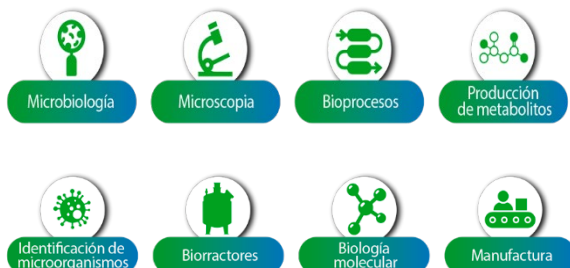 Microbiología
Microscopia
Bioprocesos
Producción
de metabolitos
Identificación de
microorganismos
Biorractores
Biología
molecular
Manufactura